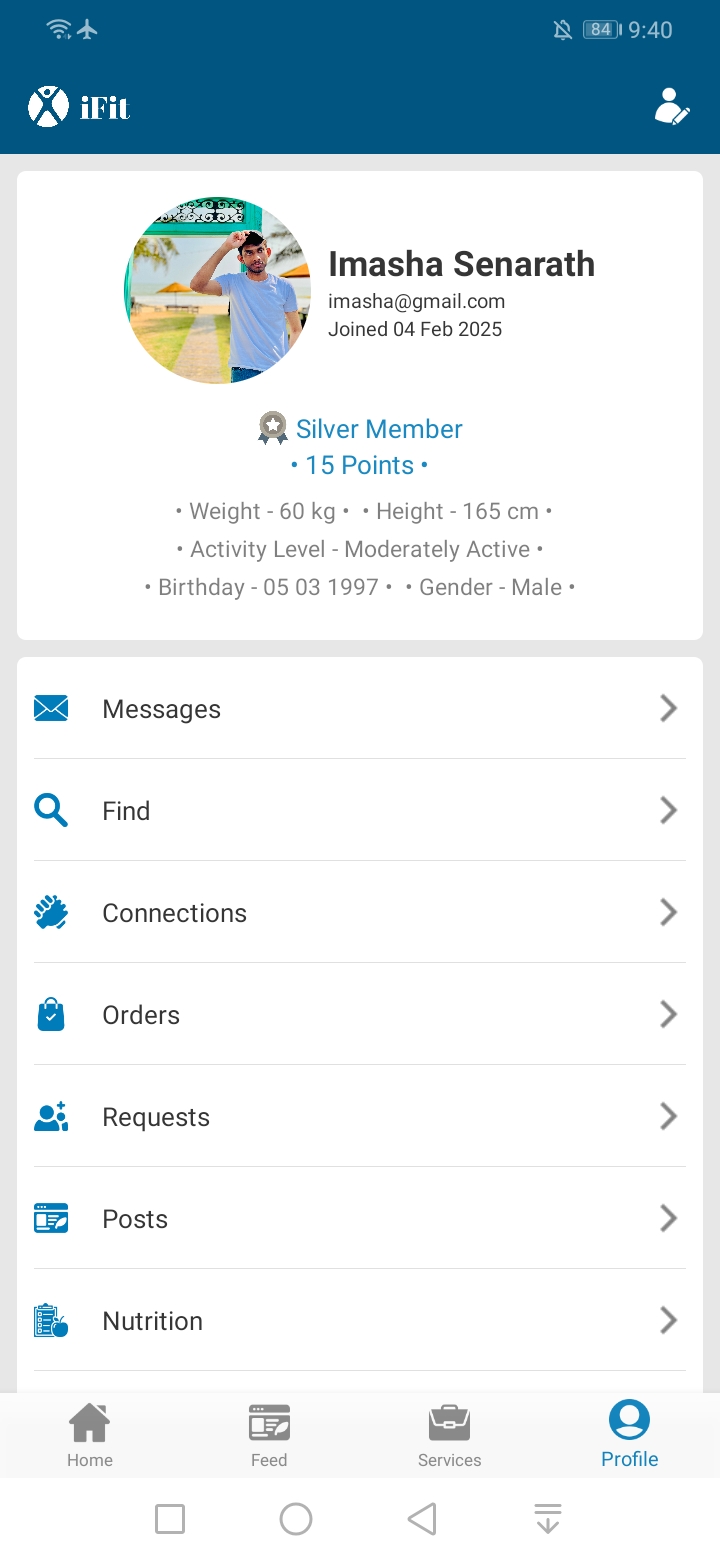 84 9:40
iFit
Imasha Senarath
imasha@gmail.com
Joined 04 Feb 2025
Silver Member
• 15 Points •
• Weight - 60 kg • • Height - 165 cm •
• Activity Level - Moderately Active •
• Birthday - 05 03 1997 • • Gender - Male •
Messages
Find
Connections
Orders
Requests
Posts
Nutrition
Home Feed Services Profile